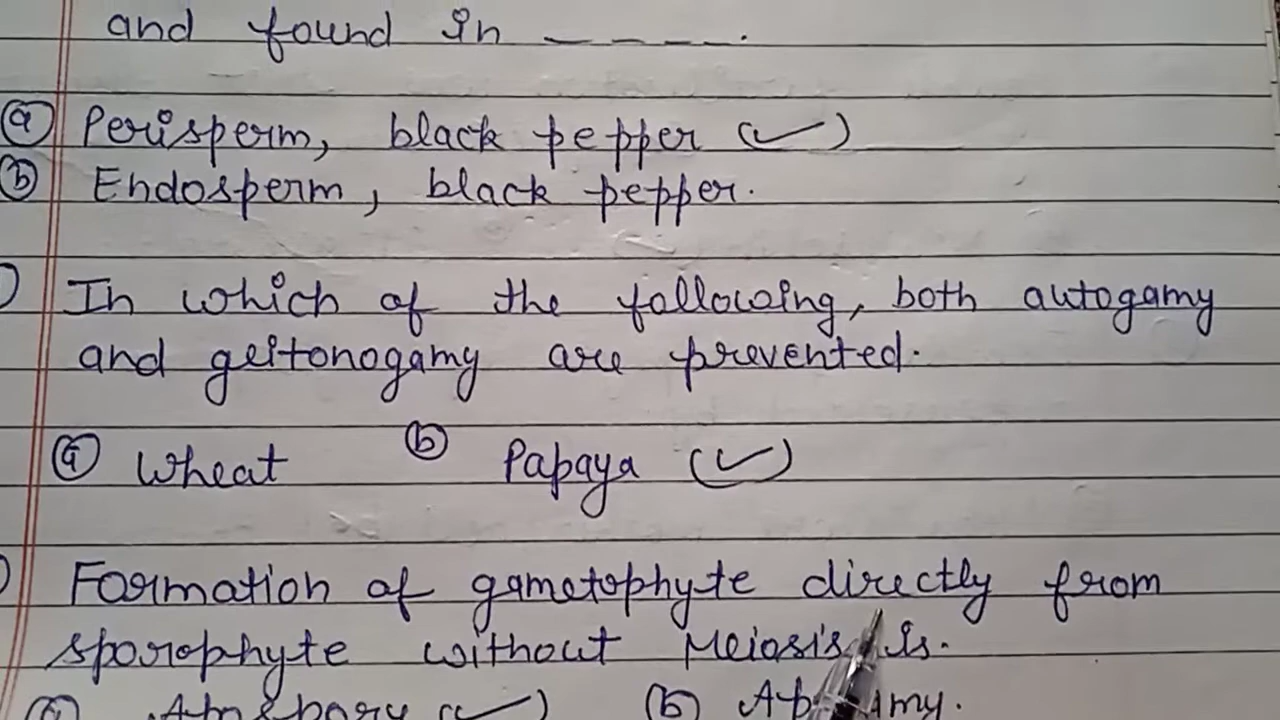 and found in ____.
(a) Perisperm, black pepper (✓)
(b) Endosperm, black pepper.
In which of the following, both autogamy
and geitonogamy are prevented.
(a) Wheat (b) Papaya (✓)
Formation of gametophyte directly from
sporophyte without Meiosis is.
(a) Apospory (✓) (b)